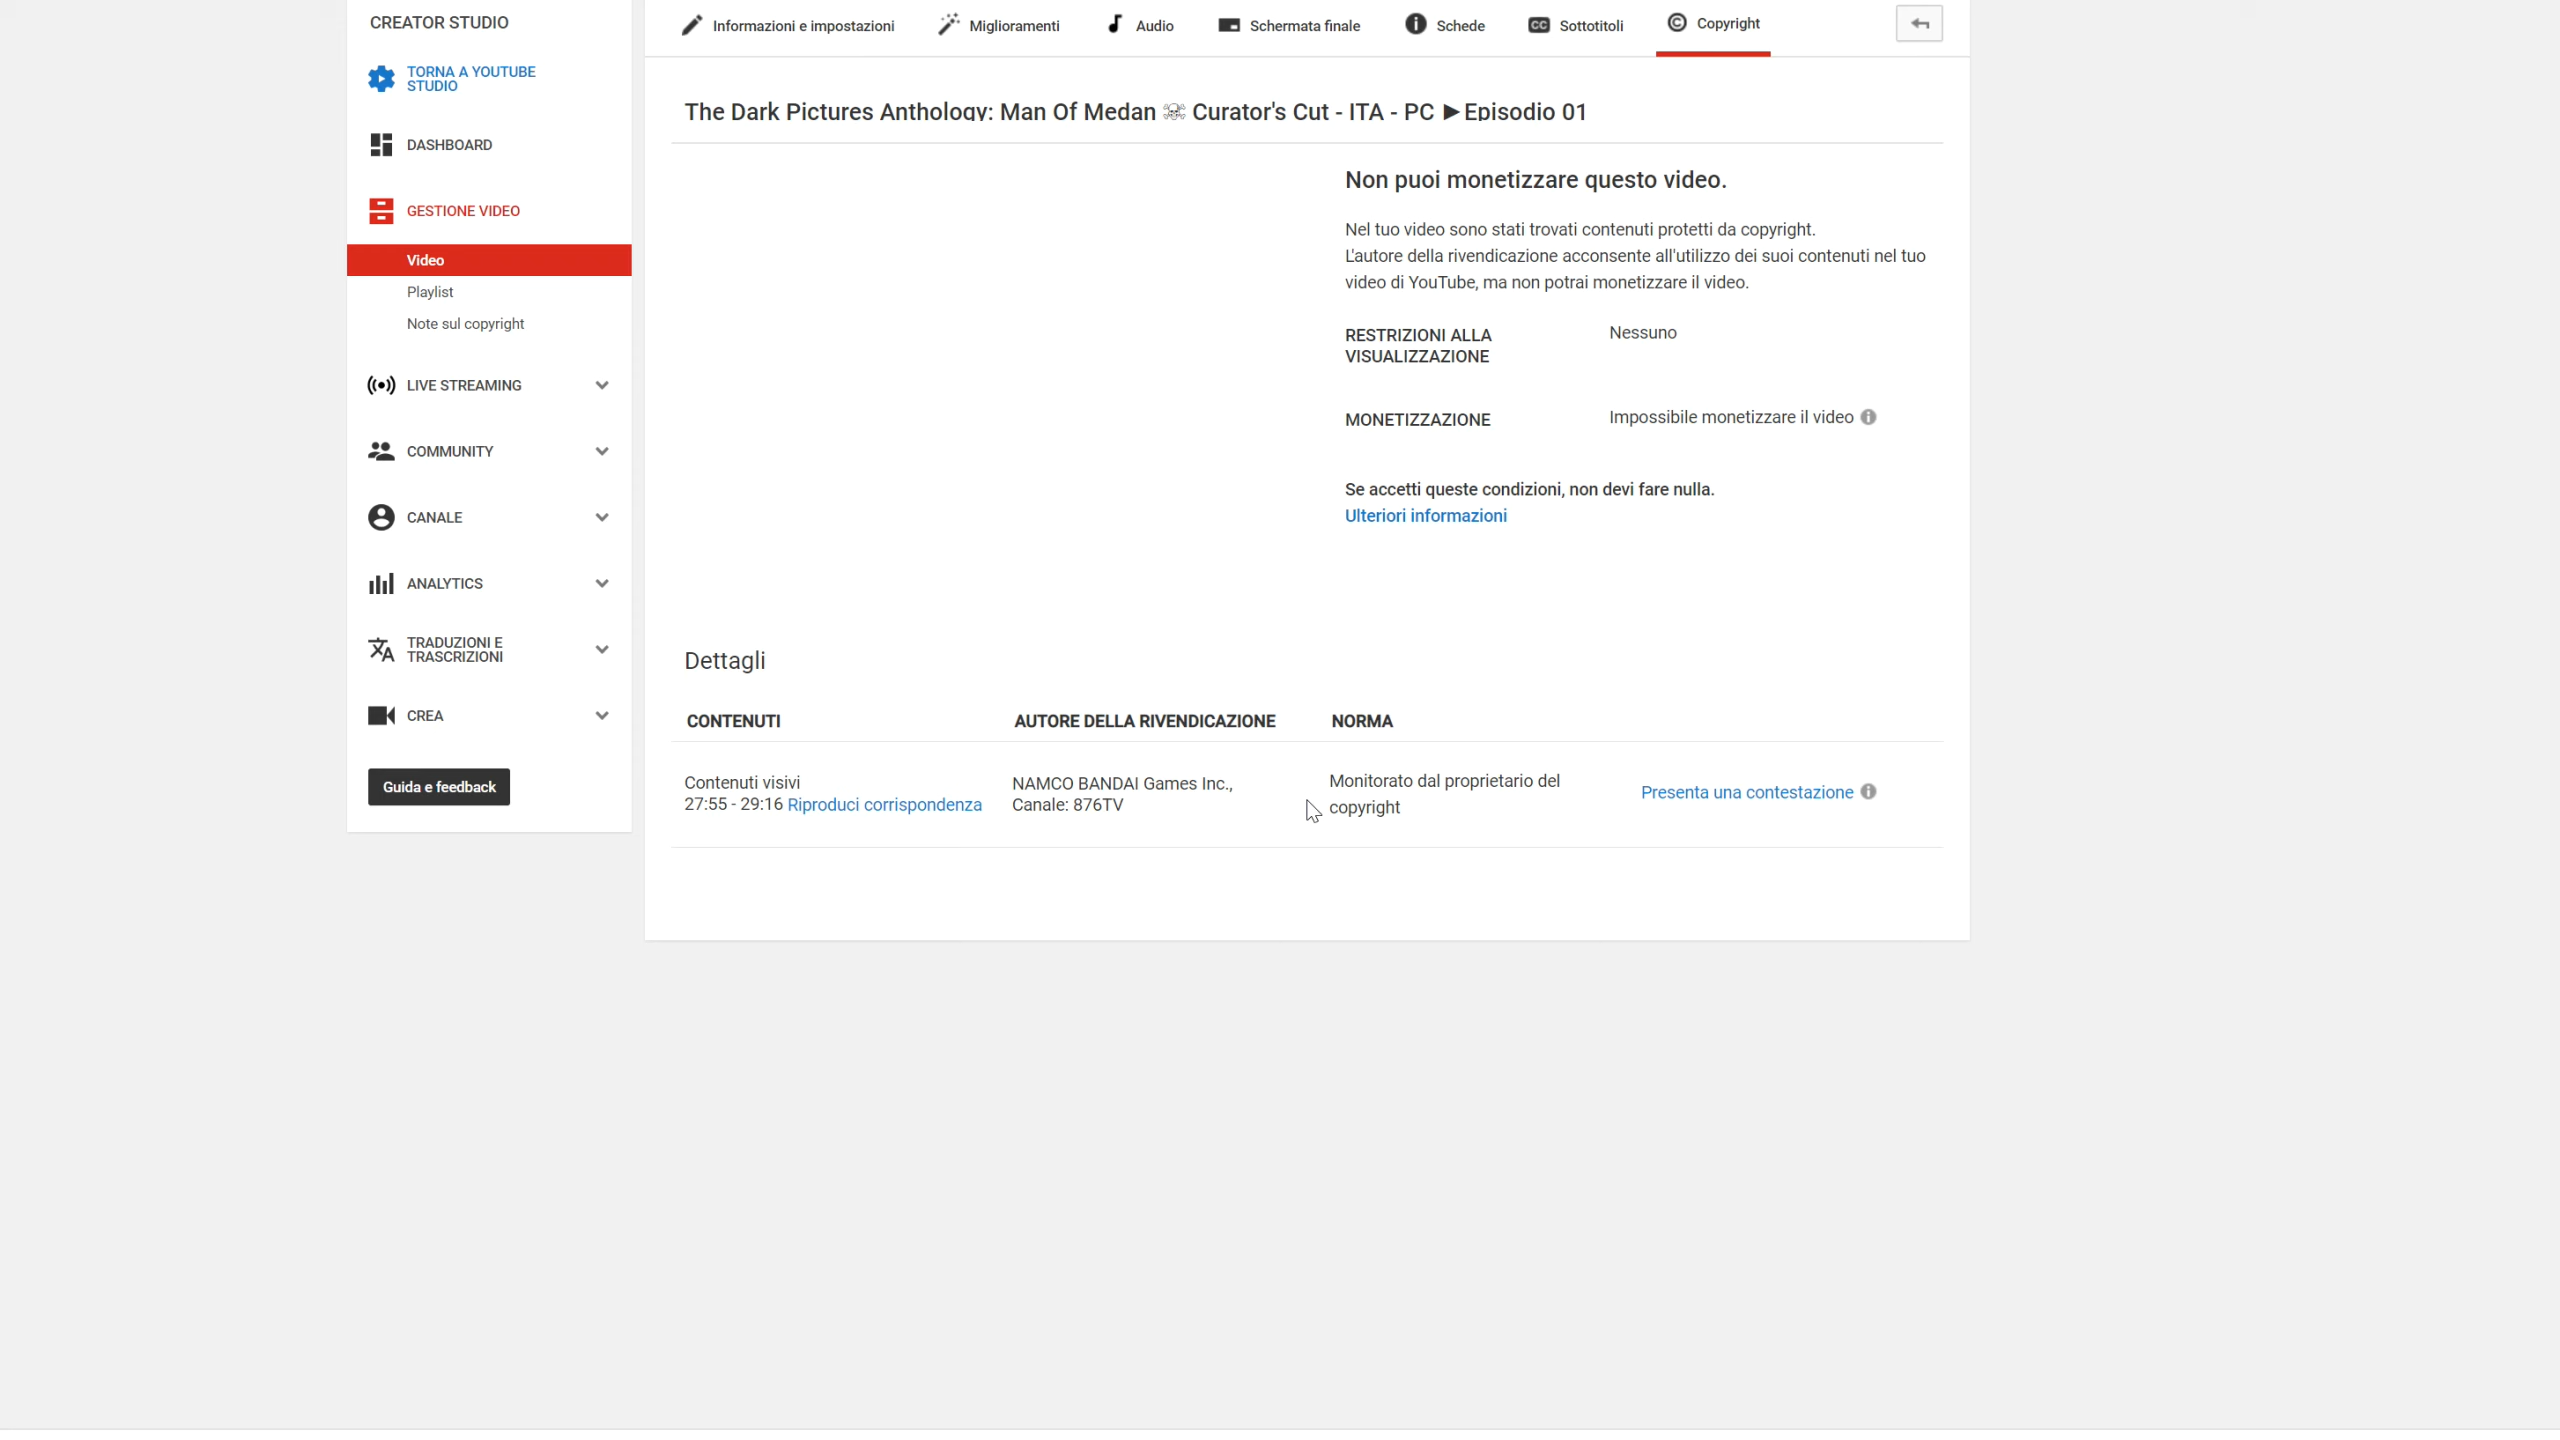 CREATOR STUDIO
TORNA A YOUTUBE
STUDIO
DASHBOARD
GESTIONE VIDEO
Video
Playlist
Note sul copyright
LIVE STREAMING
COMMUNITY
CANALE
ANALYTICS
TRADUZIONI E
TRASCRIZIONI
CREA
Guida e feedback
Informazioni e impostazioni
Miglioramenti
Audio
Schermata finale
Schede
CC Sottotitoli
© Copyright
The Dark Pictures Anthology: Man Of Medan ☠ Curator's Cut - ITA - PC ►Episodio 01
Non puoi monetizzare questo video.
Nel tuo video sono stati trovati contenuti protetti da copyright.
L'autore della rivendicazione acconsente all'utilizzo dei suoi contenuti nel tuo
video di YouTube, ma non potrai monetizzare il video.
RESTRIZIONI ALLA
VISUALIZZAZIONE
Nessuno
MONETIZZAZIONE
Impossibile monetizzare il video
Se accetti queste condizioni, non devi fare nulla.
Ulteriori informazioni
Dettagli
CONTENUTI
AUTORE DELLA RIVENDICAZIONE
NORMA
Contenuti visivi
27:55 - 29:16 Riproduci corrispondenza
NAMCO BANDAI Games Inc.,
Canale: 876TV
Monitorato dal proprietario del
copyright
Presenta una contestazione